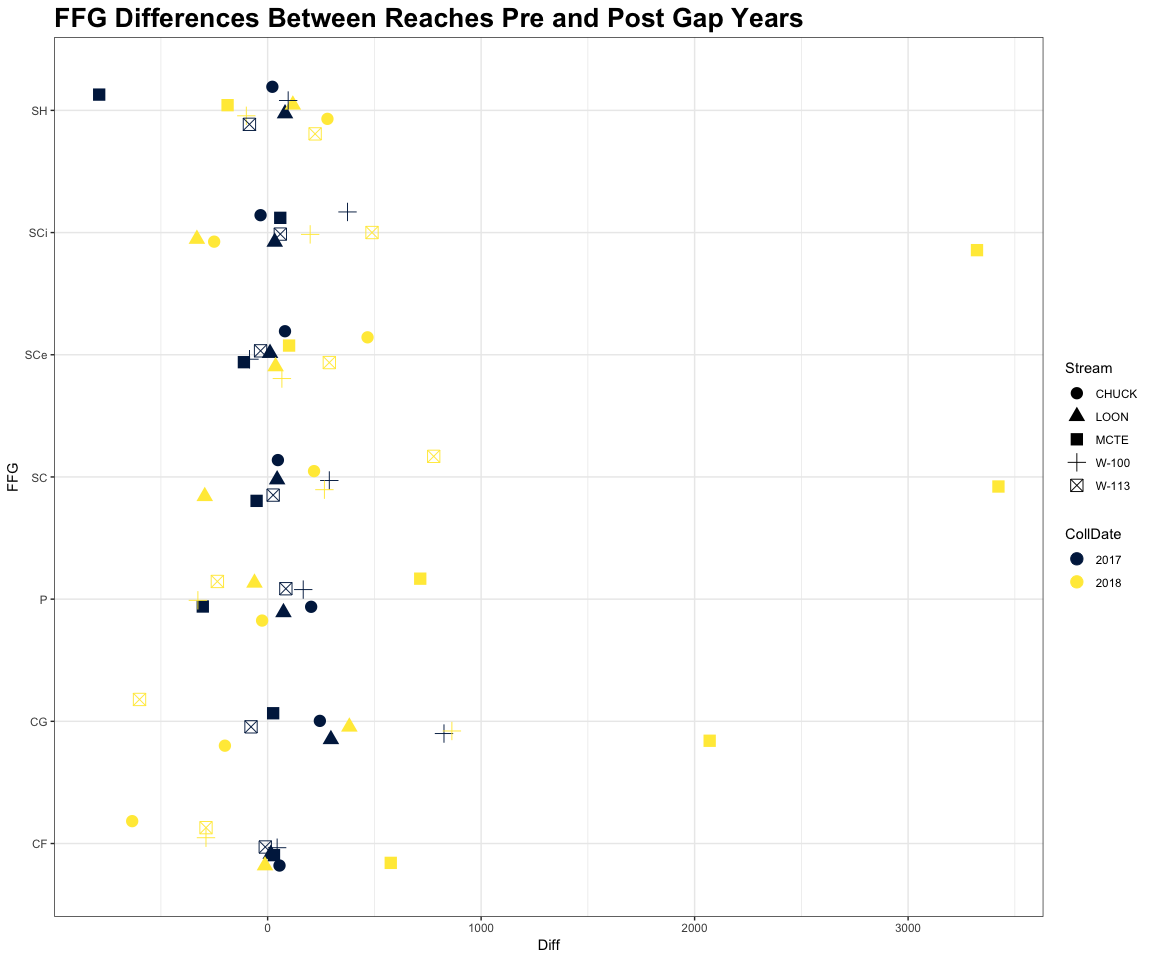 FFG Differences Between Reaches Pre and Post Gap Years
FFG
SH
SCi
SCe
SC
P
CG
CF
0
1000
2000
3000
Diff
Stream
CHUCK
LOON
MCTE
W-100
W-113
CollDate
2017
2018